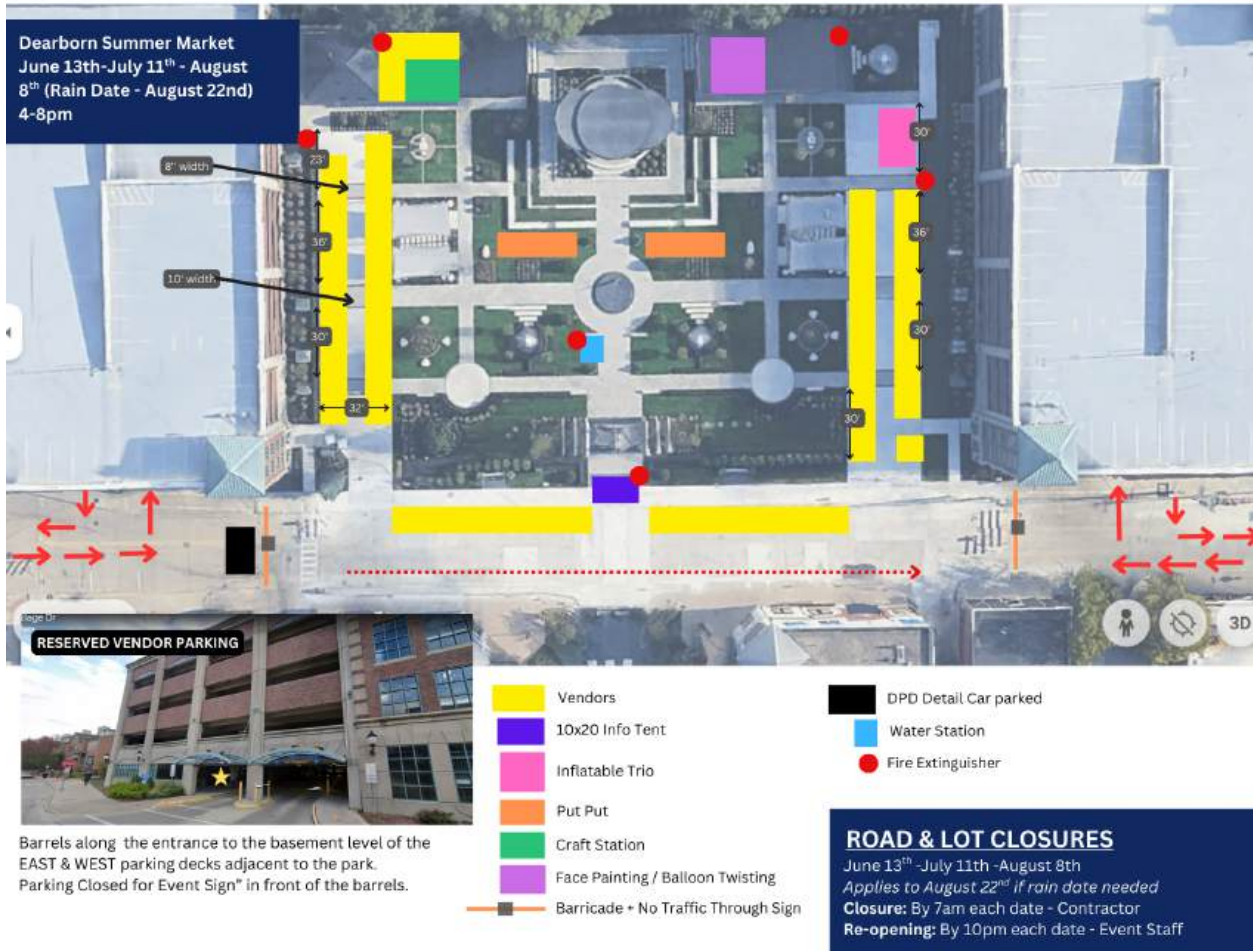 Dearborn Summer Market
June 13th-July 11th - August
8th (Rain Date - August 22nd)
4-8pm
23'
8" width
36'
10' width
30'
32'
30'
36'
30'
30'
3D
lage Dr
RESERVED VENDOR PARKING
Barrels along the entrance to the basement level of the
EAST & WEST parking decks adjacent to the park.
Parking Closed for Event Sign" in front of the barrels.
Vendors
10x20 Info Tent
Inflatable Trio
Put Put
Craft Station
Face Painting / Balloon Twisting
Barricade + No Traffic Through Sign
DPD Detail Car parked
Water Station
Fire Extinguisher
ROAD & LOT CLOSURES
June 13th -July 11th -August 8th
Applies to August 22nd if rain date needed
Closure: By 7am each date - Contractor
Re-opening: By 10pm each date - Event Staff